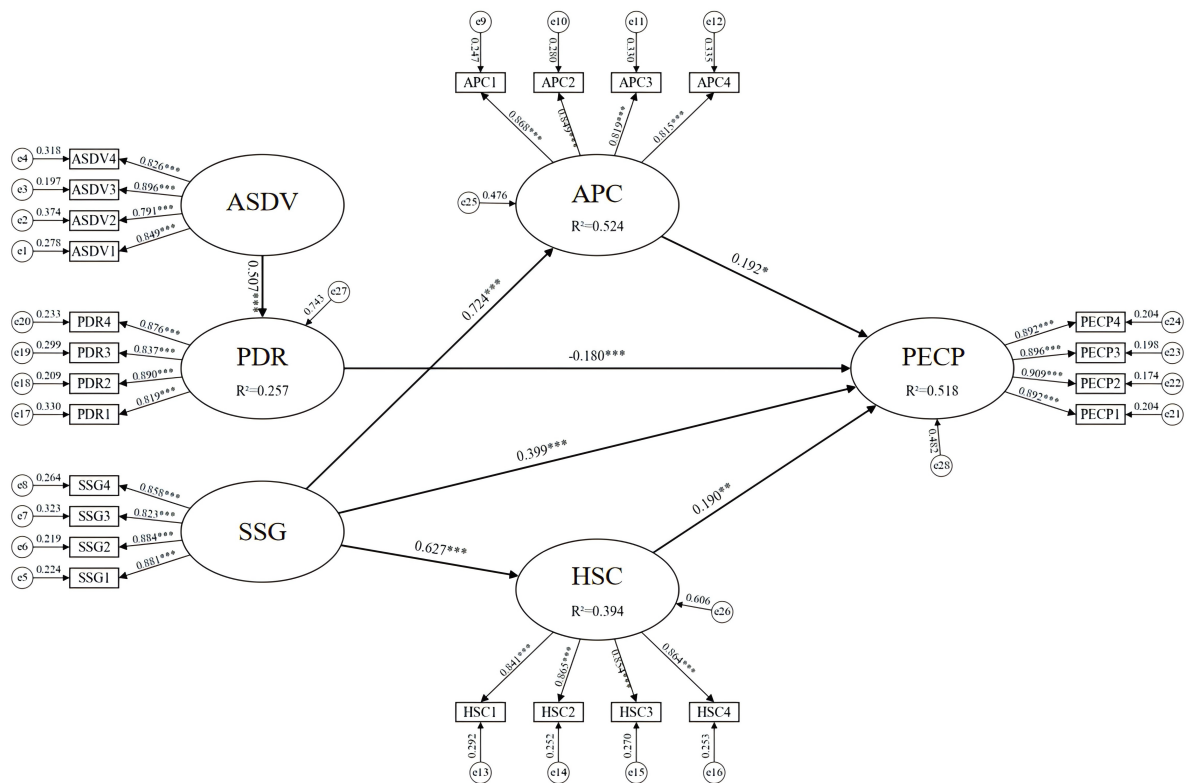 e9 e10 e11 e12
0.247 0.280 0.330 0.335
APC1 APC2 APC3 APC4
0.868*** 0.849*** 0.819*** 0.815***
e4 0.318 ASDV4 0.826***
e3 0.197 ASDV3 0.896***
e2 0.374 ASDV2 0.791***
e1 0.278 ASDV1 0.849***
ASDV
e25 0.476
APC
R²=0.524
0.507***
0.724***
0.192*
0.743 e27
e20 0.233 PDR4 0.876***
e19 0.299 PDR3 0.837***
e18 0.209 PDR2 0.890***
e17 0.330 PDR1 0.819***
PDR
R²=0.257
-0.180***
PECP
R²=0.518
0.892*** PECP4 0.204 e24
0.896*** PECP3 0.198 e23
0.909*** PECP2 0.174 e22
0.892*** PECP1 0.204 e21
0.482
e28
0.399***
0.190**
e8 0.264 SSG4 0.858***
e7 0.323 SSG3 0.823***
e6 0.219 SSG2 0.884***
e5 0.224 SSG1 0.881***
SSG
0.627***
HSC
R²=0.394
0.606 e26
0.841*** 0.865*** 0.854*** 0.864***
HSC1 HSC2 HSC3 HSC4
0.292 0.252 0.270 0.253
e13 e14 e15 e16